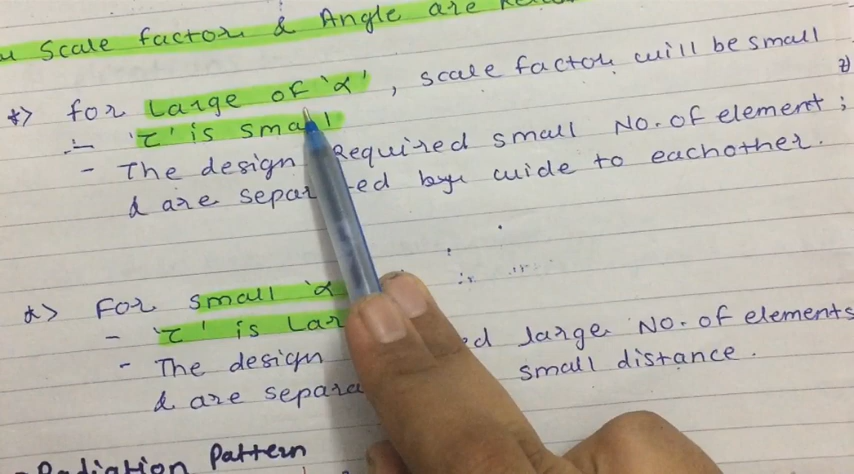 Scale factor & Angle are
*> for Large of 'α', scale factor will be small
∴ 'τ' is small
- The design Required small No. of element;
& are separated by wide to eachother.
*> For small 'α
- 'τ' is Lar
- The design ed large No. of elements
& are separa small distance.
Radiation Pattern